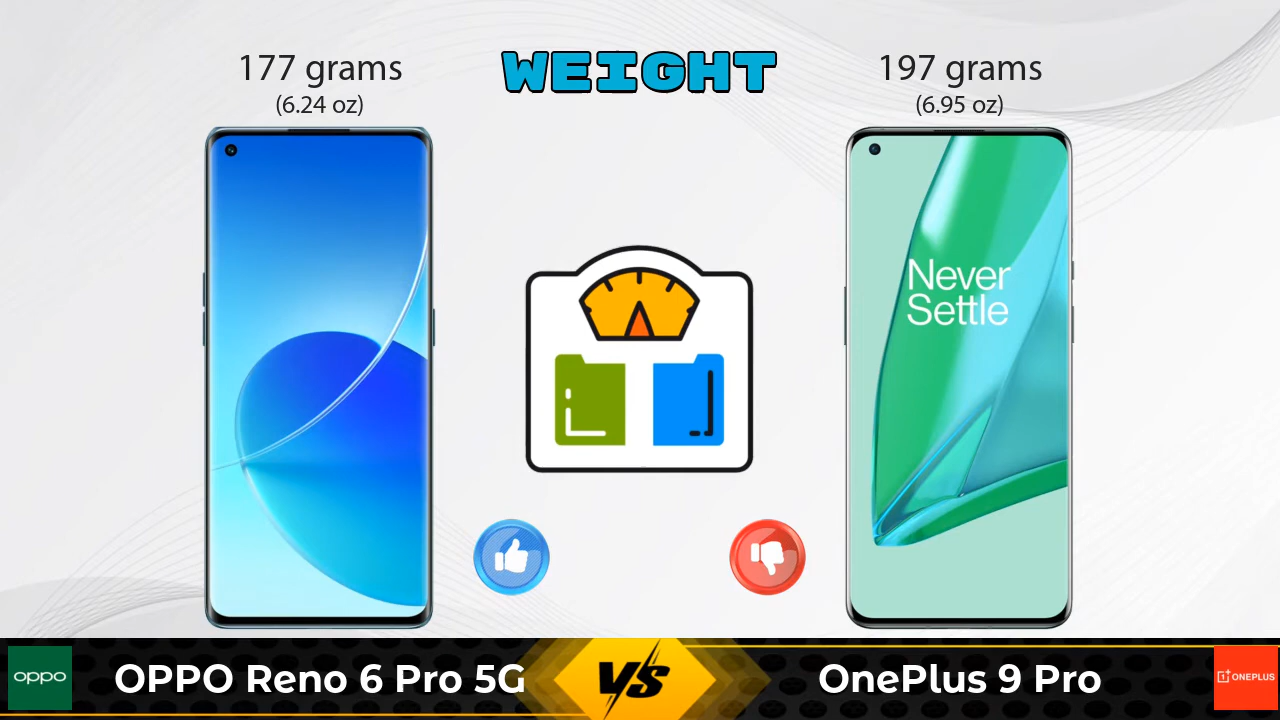 WEIGHT
177 grams
(6.24 oz)
197 grams
(6.95 oz)
Never
Settle
oppo
OPPO Reno 6 Pro 5G
VS
OnePlus 9 Pro
1+ ONEPLUS